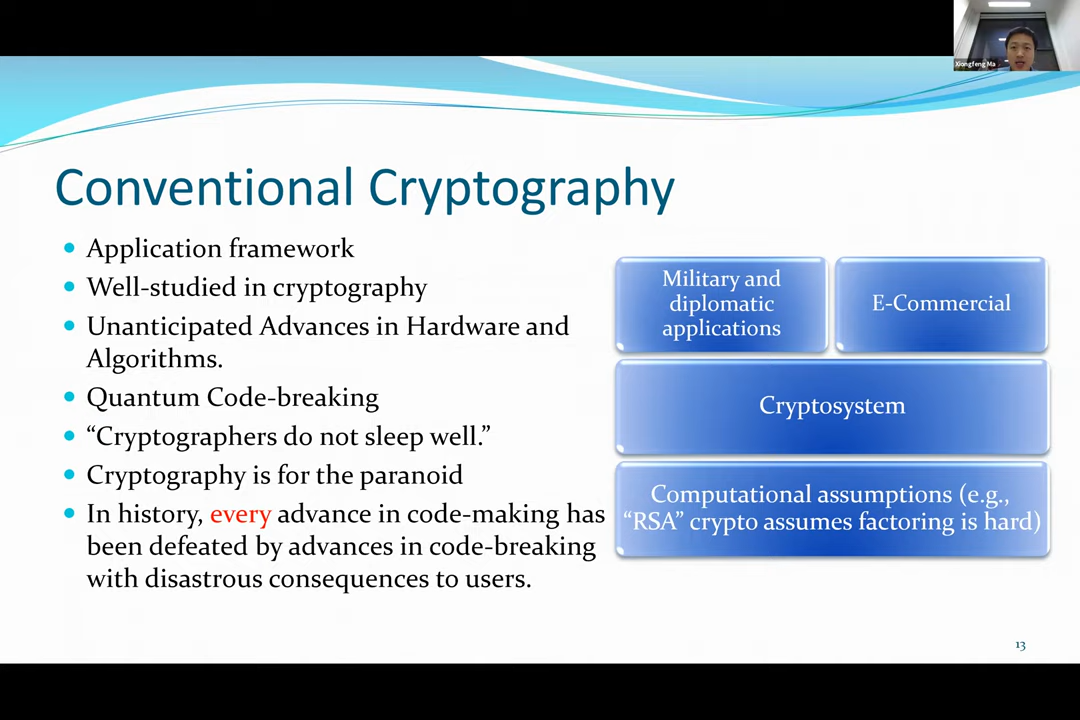 Xiongfeng Ma
Conventional Cryptography
Application framework
Well-studied in cryptography
Unanticipated Advances in Hardware and
Algorithms.
Quantum Code-breaking
“Cryptographers do not sleep well.”
Cryptography is for the paranoid
In history, every advance in code-making has
been defeated by advances in code-breaking
with disastrous consequences to users.
Military and
diplomatic
applications
E-Commercial
Cryptosystem
Computational assumptions (e.g.,
“RSA” crypto assumes factoring is hard)
13